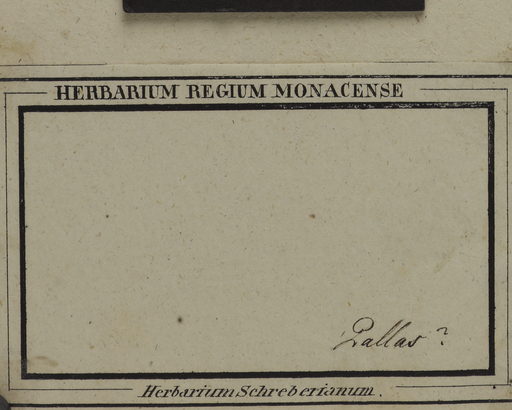 HERBARIUM REGIUM MONACENSE
Pallas?
Herbarium Schreberianum.